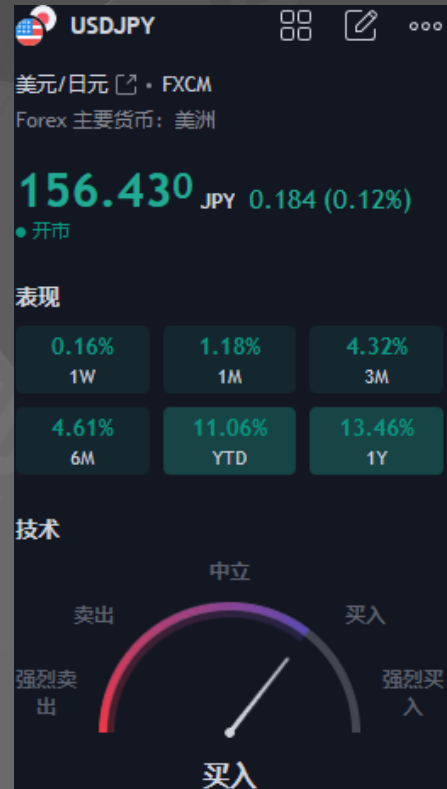 USDJPY
美元/日元 • FXCM
Forex 主要货币：美洲
156.430 JPY 0.184 (0.12%)
开市
表现
0.16% 1.18% 4.32%
1W 1M 3M
4.61% 11.06% 13.46%
6M YTD 1Y
技术
中立
卖出 买入
强烈卖 强烈买
出 入
买入